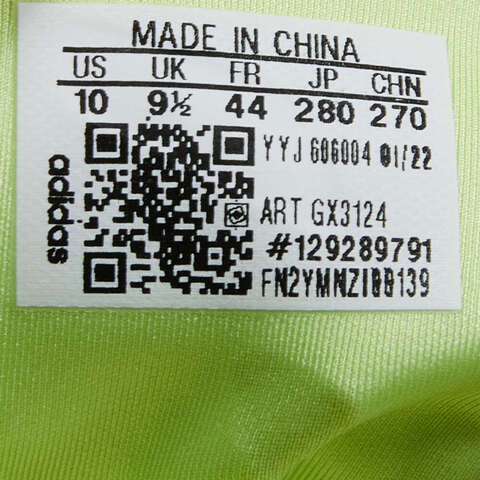 MADE IN CHINA
US UK FR JP CHN
10 9½ 44 280 270
YYJ 606004 01/22
adidas
ART GX3124
#129289791
FN2YMNZI00139